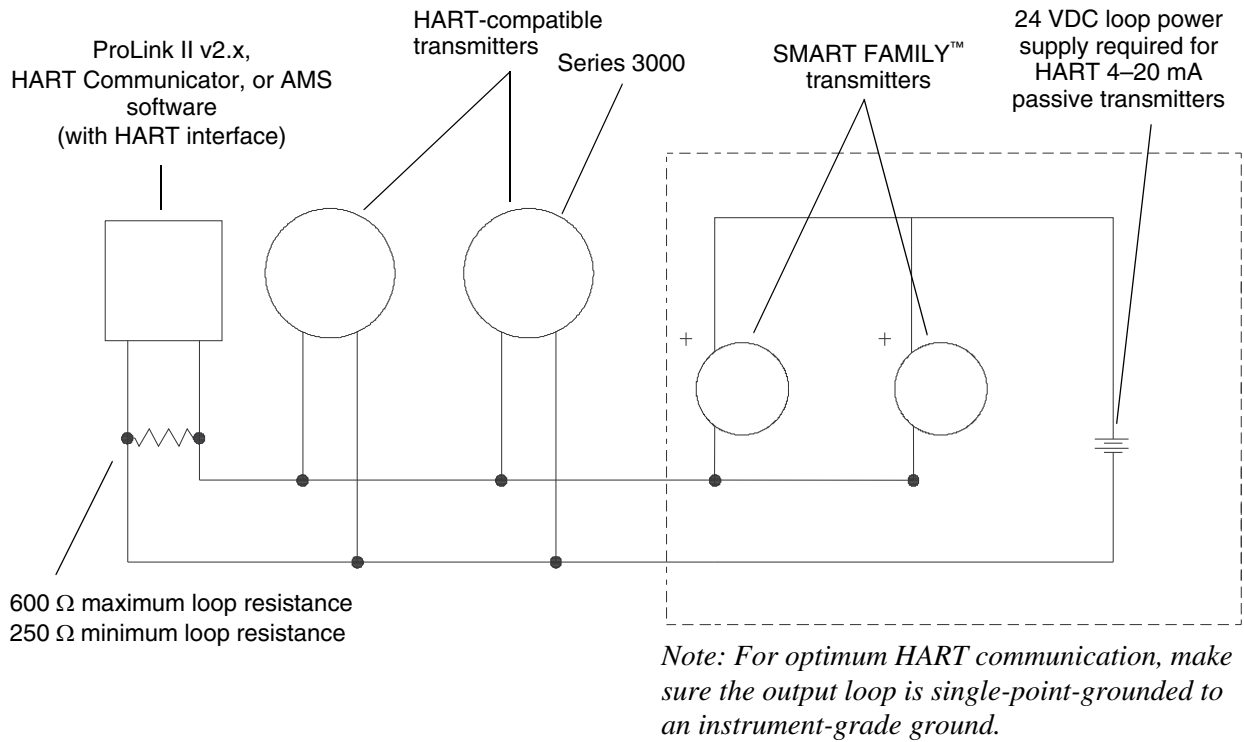 ProLink II v2.x,
HART Communicator, or AMS
software
(with HART interface)
HART-compatible
transmitters
Series 3000
SMART FAMILY™
transmitters
24 VDC loop power
supply required for
HART 4–20 mA
passive transmitters
+
+
600 Ω maximum loop resistance
250 Ω minimum loop resistance
Note: For optimum HART communication, make
sure the output loop is single-point-grounded to
an instrument-grade ground.